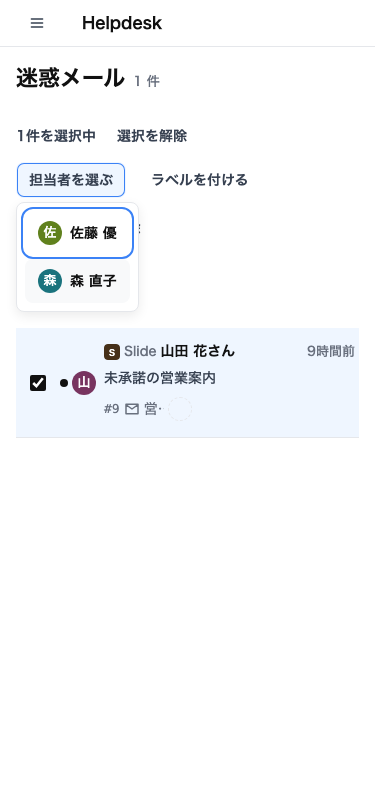 Helpdesk
迷惑メール 1 件
1件を選択中 選択を解除
担当者を選ぶ ラベルを付ける
佐 佐藤 優
森 森 直子
S Slide 山田 花さん 9時間前
山 未承諾の営業案内
#9 営·